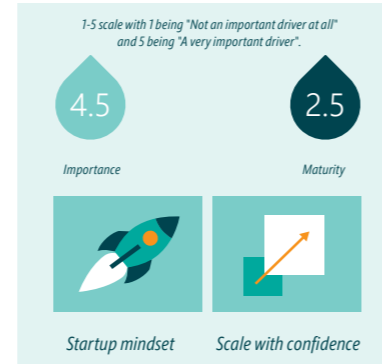 1-5 scale with 1 being "Not an important driver at all"
and 5 being "A very important driver".
4.5
2.5
Importance
Maturity
Startup mindset
Scale with confidence